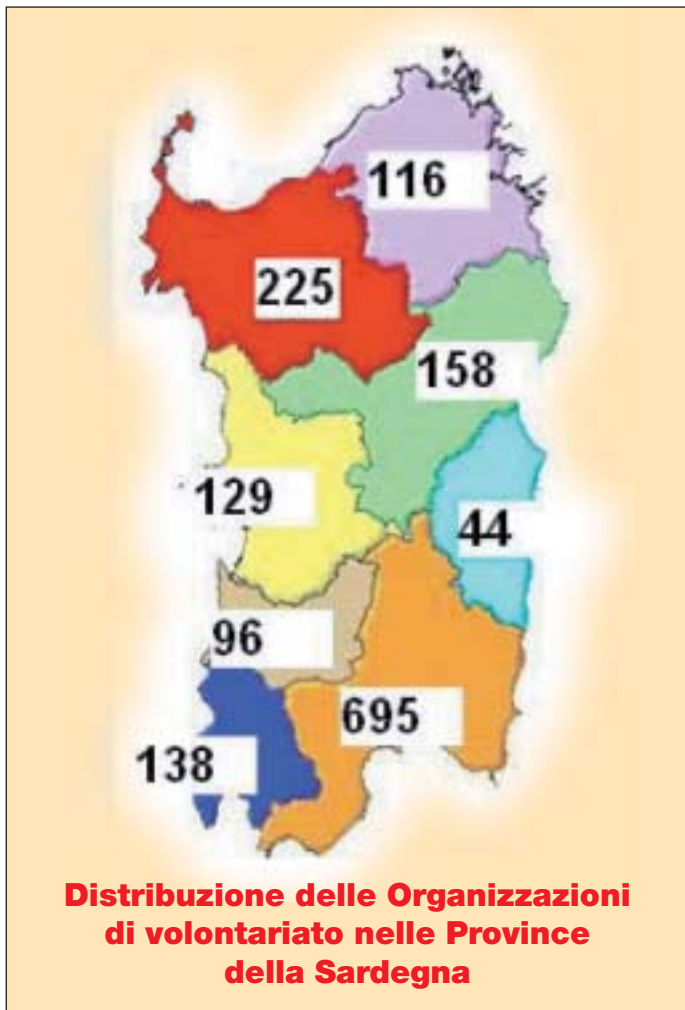 116
225
158
129
44
96
695
138
Distribuzione delle Organizzazioni
di volontariato nelle Province
della Sardegna